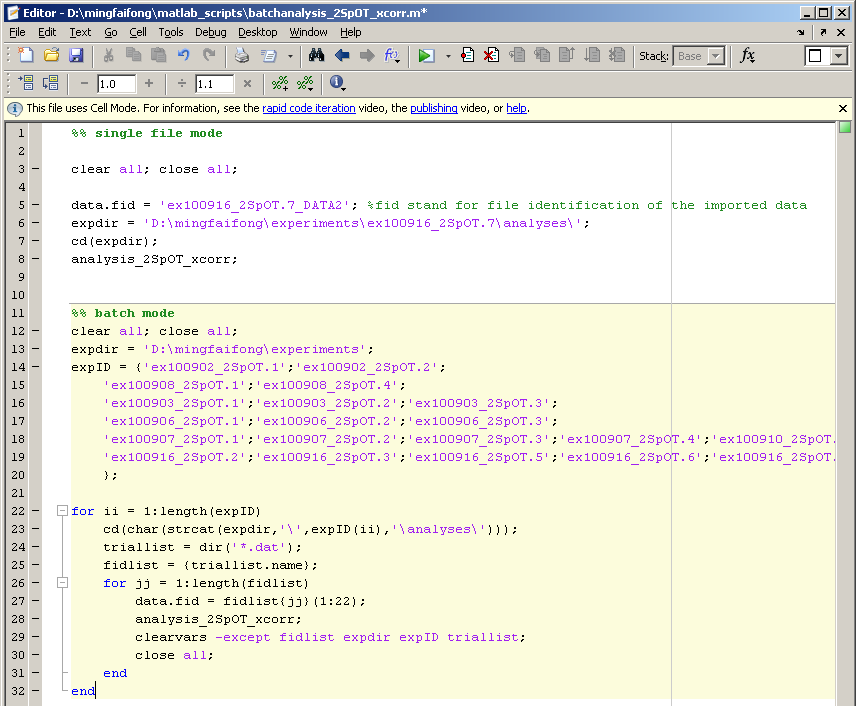 Editor - D:\mingfaifong\matlab_scripts\batchanalysis_2SpOT_xcorr.m*
File Edit Text Go Cell Tools Debug Desktop Window Help
Stack: Base fx
1.0 1.1
This file uses Cell Mode. For information, see the rapid code iteration video, the publishing video, or help.
1 %% single file mode
2
3 clear all; close all;
4
5 data.fid = 'ex100916_2SpOT.7_DATA2'; %fid stand for file identification of the imported data
6 expdir = 'D:\mingfaifong\experiments\ex100916_2SpOT.7\analyses\';
7 cd(expdir);
8 analysis_2SpOT_xcorr;
9
10
11 %% batch mode
12 clear all; close all;
13 expdir = 'D:\mingfaifong\experiments';
14 expID = {'ex100902_2SpOT.1';'ex100902_2SpOT.2';
15 'ex100908_2SpOT.1';'ex100908_2SpOT.4';
16 'ex100903_2SpOT.1';'ex100903_2SpOT.2';'ex100903_2SpOT.3';
17 'ex100906_2SpOT.1';'ex100906_2SpOT.2';'ex100906_2SpOT.3';
18 'ex100907_2SpOT.1';'ex100907_2SpOT.2';'ex100907_2SpOT.3';'ex100907_2SpOT.4';'ex100910_2SpOT.
19 'ex100916_2SpOT.2';'ex100916_2SpOT.3';'ex100916_2SpOT.5';'ex100916_2SpOT.6';'ex100916_2SpOT.
20 };
21
22 for ii = 1:length(expID)
23 cd(char(strcat(expdir,'\',expID(ii),'\analyses\')));
24 triallist = dir('*.dat');
25 fidlist = {triallist.name};
26 for jj = 1:length(fidlist)
27 data.fid = fidlist{jj}(1:22);
28 analysis_2SpOT_xcorr;
29 clearvars -except fidlist expdir expID triallist;
30 close all;
31 end
32 end